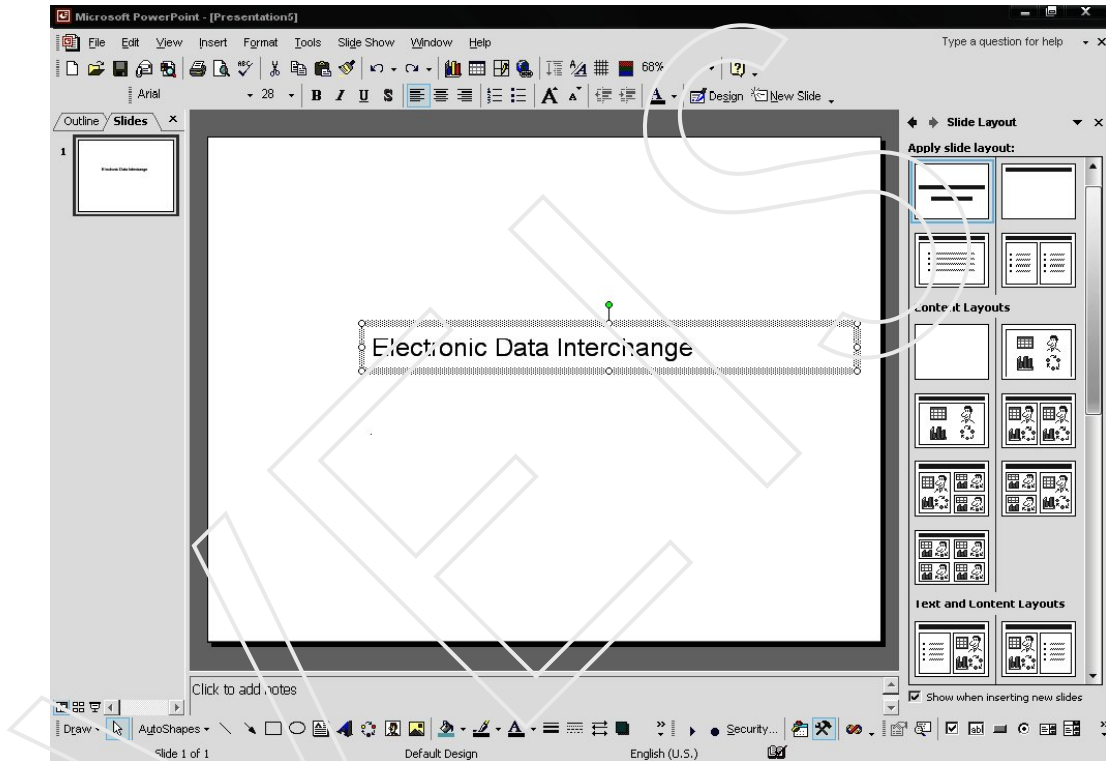 Microsoft PowerPoint - [Presentation5]
File Edit View Insert Format Tools Slide Show Window Help
Type a question for help
68%
Arial 28 B I U S A A A Design New Slide
Outline Slides
Slide Layout
1
Electronic Data Interchange
Apply slide layout:
Content Layouts
Electronic Data Interchange
Text and Content Layouts
Click to add notes
Show when inserting new slides
Draw AutoShapes A Security... ab
Slide 1 of 1 Default Design English (U.S.)